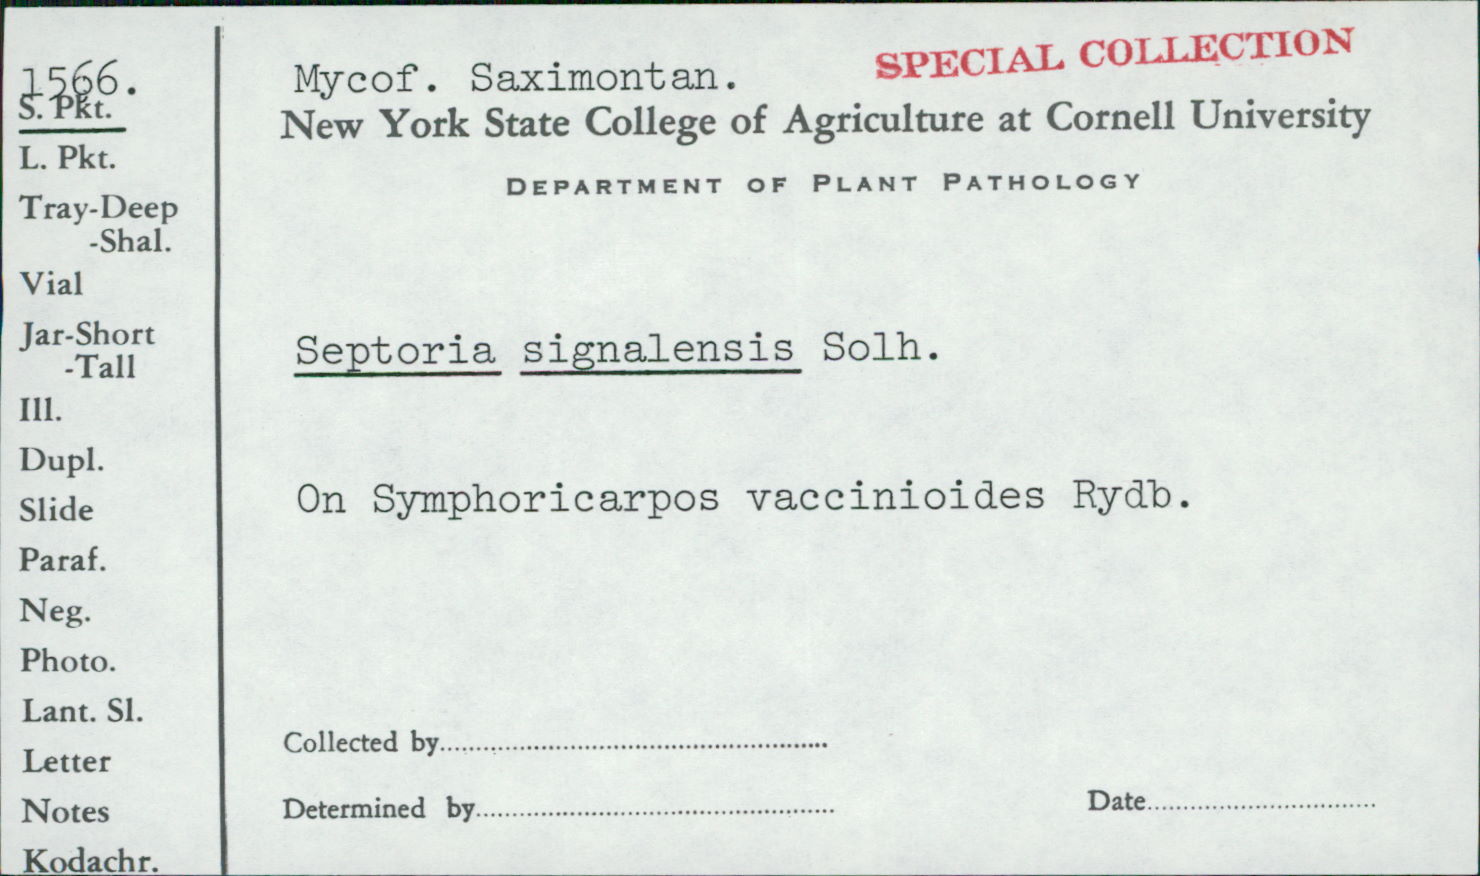 1566.
S. Pkt.
L. Pkt.
Tray-Deep
-Shal.
Vial
Jar-Short
-Tall
Ill.
Dupl.
Slide
Paraf.
Neg.
Photo.
Lant. Sl.
Letter
Notes
Kodachr.
Mycof. Saximontan.
SPECIAL COLLECTION
New York State College of Agriculture at Cornell University
DEPARTMENT OF PLANT PATHOLOGY
Septoria signalensis Solh.
On Symphoricarpos vaccinioides Rydb.
Collected by
Determined by
Date